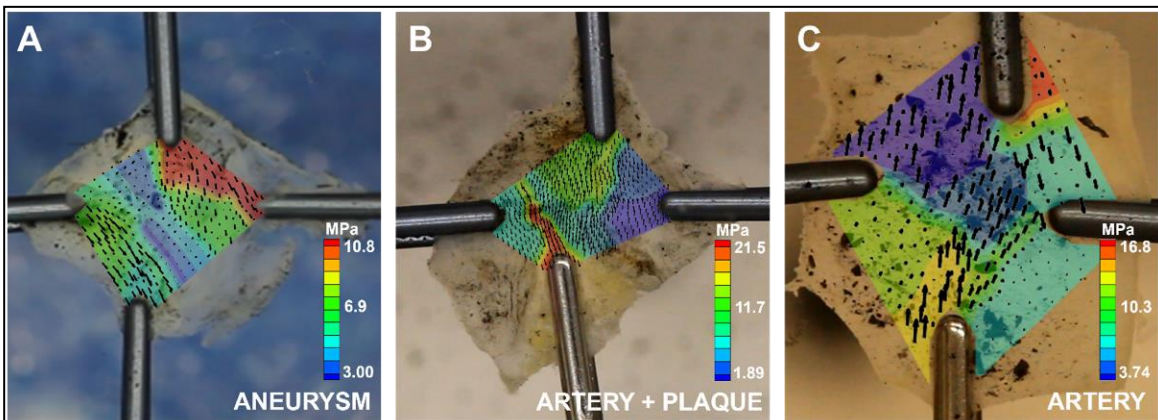 A
MPa
10.8
6.9
3.00
ANEURYSM
B
MPa
21.5
11.7
1.89
ARTERY + PLAQUE
C
MPa
16.8
10.3
3.74
ARTERY